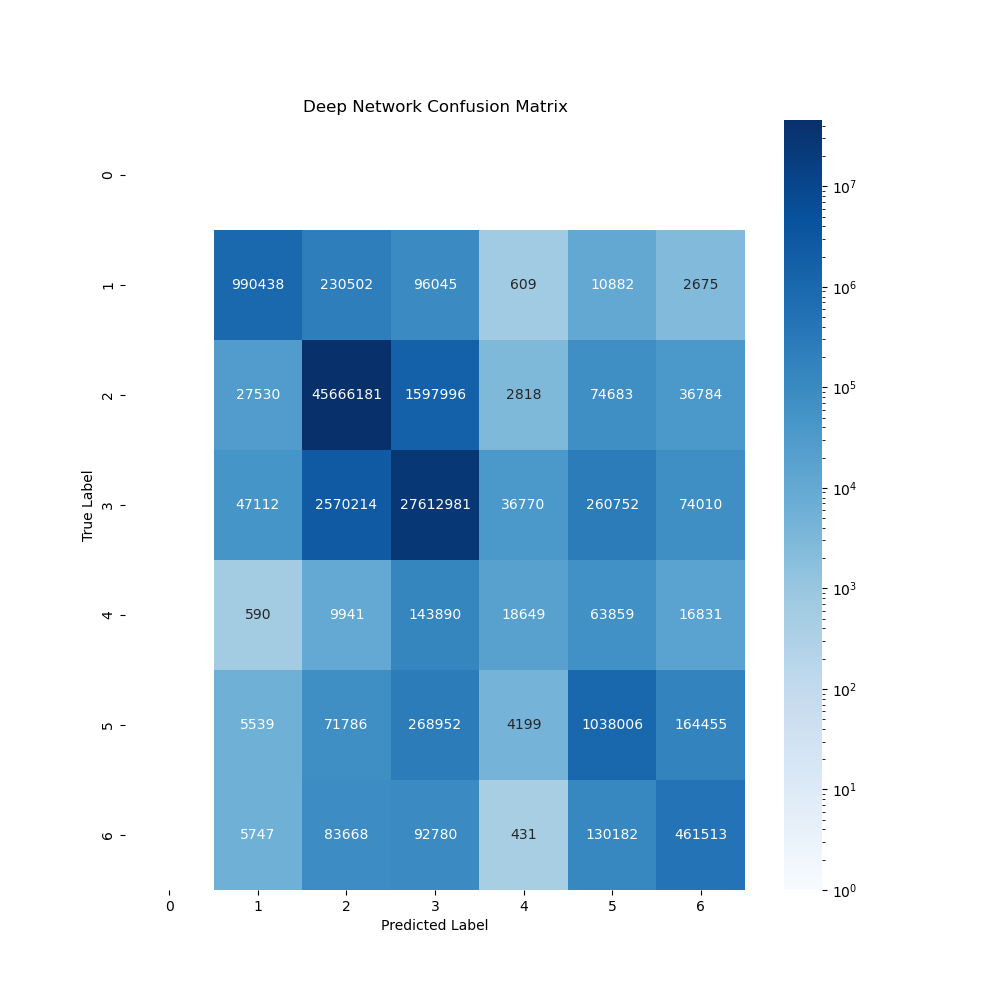 Deep Network Confusion Matrix
True Label
0
1 990438 230502 96045 609 10882 2675
2 27530 45666181 1597996 2818 74683 36784
3 47112 2570214 27612981 36770 260752 74010
4 590 9941 143890 18649 63859 16831
5 5539 71786 268952 4199 1038006 164455
6 5747 83668 92780 431 130182 461513
0 1 2 3 4 5 6
Predicted Label
10⁷
10⁶
10⁵
10⁴
10³
10²
10¹
10⁰